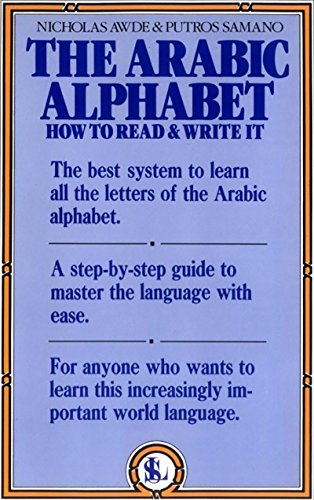 NICHOLAS AWDE & PUTROS SAMANO
THE ARABIC
ALPHABET
HOW TO READ & WRITE IT
The best system to learn
all the letters of the Arabic
alphabet.
A step-by-step guide to
master the language with
ease.
For anyone who wants to
learn this increasingly im-
portant world language.